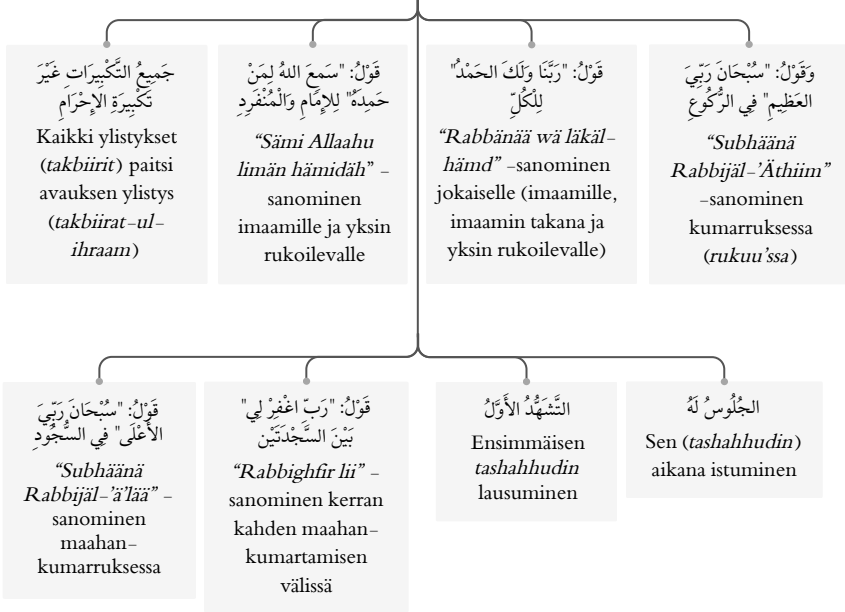 جَمِيعُ التَّكْبِيرَاتِ غَيْرَ
تَكْبِيرَةِ الإِحْرَامِ
Kaikki ylistykset
(takbiirit) paitsi
avauksen ylistys
(takbiirat-ul-
ihraam)
قَوْلُ: "سَمِعَ اللهُ لِمَنْ
حَمِدَهُ" لِلإِمَامِ وَالْمُنْفَرِدِ
“Sämi Allaahu
limän hämidäh” –
sanominen
imaamille ja yksin
rukoilevalle
قَوْلُ: "رَبَّنَا وَلَكَ الحَمْدُ"
لِلْكُلِّ
“Rabbänää wä läkäl-
hämd” –sanominen
jokaiselle (imaamille,
imaamin takana ja
yksin rukoilevalle)
وَقَوْلُ: "سُبْحَانَ رَبِّيَ
العَظِيمِ" فِي الرُّكُوعِ
“Subhäänä
Rabbijäl-’Äthiim”
–sanominen
kumarruksessa
(rukuu’ssa)
قَوْلُ: "سُبْحَانَ رَبِّيَ
الأَعْلَى" فِي السُّجُودِ
“Subhäänä
Rabbijäl-’ä’lää” –
sanominen
maahan-
kumarruksessa
قَوْلُ: "رَبِّ اغْفِرْ لِي"
بَيْنَ السَّجْدَتَيْن
“Rabbighfir lii” –
sanominen kerran
kahden maahan-
kumartamisen
välissä
التَّشَهُّدُ الأَوَّلُ
Ensimmäisen
tashahhudin
lausuminen
الجُلُوسُ لَهُ
Sen (tashahhudin)
aikana istuminen